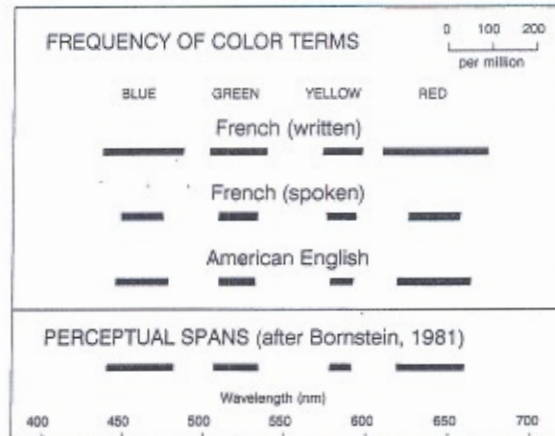 FREQUENCY OF COLOR TERMS
0 100 200
per million
BLUE GREEN YELLOW RED
French (written)
French (spoken)
American English
PERCEPTUAL SPANS (after Bornstein, 1981)
Wavelength (nm)
400 450 500 550 600 650 700